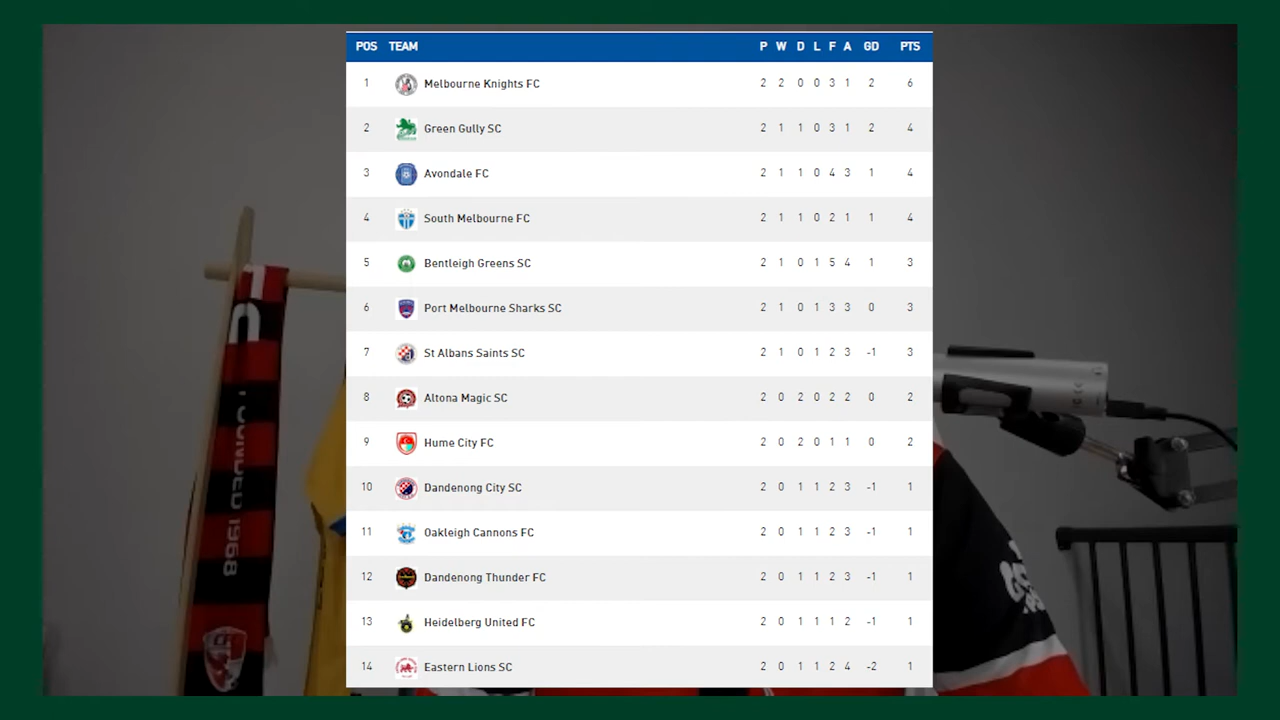 POS TEAM P W D L F A GD PTS
1 Melbourne Knights FC 2 2 0 0 3 1 2 6
2 Green Gully SC 2 1 1 0 3 1 2 4
3 Avondale FC 2 1 1 0 4 3 1 4
4 South Melbourne FC 2 1 1 0 2 1 1 4
5 Bentleigh Greens SC 2 1 0 1 5 4 1 3
6 Port Melbourne Sharks SC 2 1 0 1 3 3 0 3
7 St Albans Saints SC 2 1 0 1 2 3 -1 3
8 Altona Magic SC 2 0 2 0 2 2 0 2
9 Hume City FC 2 0 2 0 1 1 0 2
10 Dandenong City SC 2 0 1 1 2 3 -1 1
11 Oakleigh Cannons FC 2 0 1 1 2 3 -1 1
12 Dandenong Thunder FC 2 0 1 1 2 3 -1 1
13 Heidelberg United FC 2 0 1 1 1 2 -1 1
14 Eastern Lions SC 2 0 1 1 2 4 -2 1
FOUNDED 1968